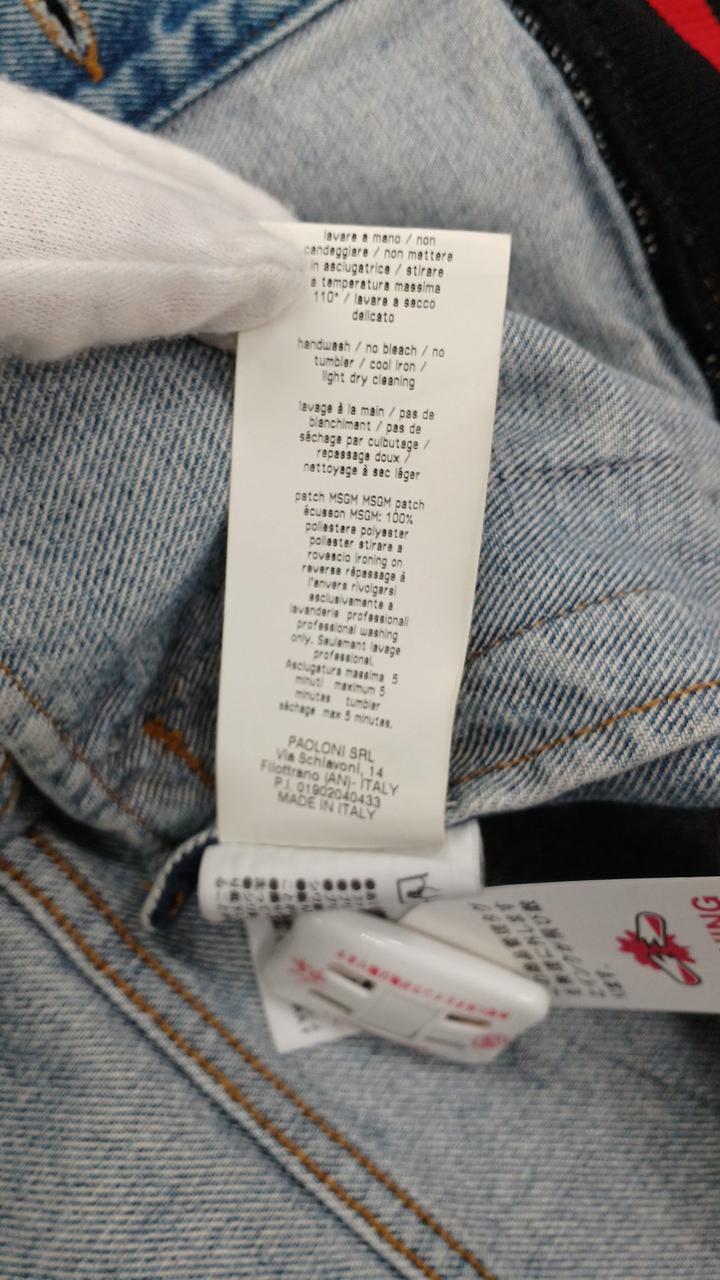 lavare a mano / non
candeggiare / non mettere
in asciugatrice / stirare
a temperatura massima
110° / lavare a secco
delicato
handwash / no bleach / no
tumbler / cool iron /
light dry cleaning
lavage à la main / pas de
blanchiment / pas de
séchage par culbutage /
repassage doux /
nettoyage à sec léger
patch MSGM MSGM patch
écusson MSGM: 100%
poliestere polyester
poliester stirare a
rovescio ironing on
reverse répassage à
l'envers rivolgersi
esclusivamente a
lavanderie professionali
professional washing
only. Seulement lavage
professional.
Asciugatura massima 5
minuti maximum 5
minutes tumbler
séchage max 5 minutes.
PAOLONI SRL
Via Schiavoni, 14
Filottrano (AN)- ITALY
P.I. 01902040433
MADE IN ITALY